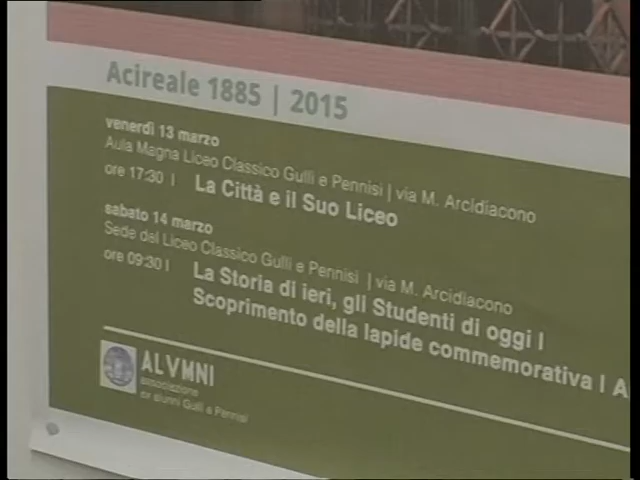 Acireale 1885 | 2015
venerdì 13 marzo
Aula Magna Liceo Classico Gulli e Pennisi | via M. Arcidiacono
ore 17:30 | La Città e il Suo Liceo
sabato 14 marzo
Sede del Liceo Classico Gulli e Pennisi | via M. Arcidiacono
ore 09:30 | La Storia di ieri, gli Studenti di oggi |
Scoprimento della lapide commemorativa | A
ALVMNI
associazione
ex alunni Gulli e Pennisi